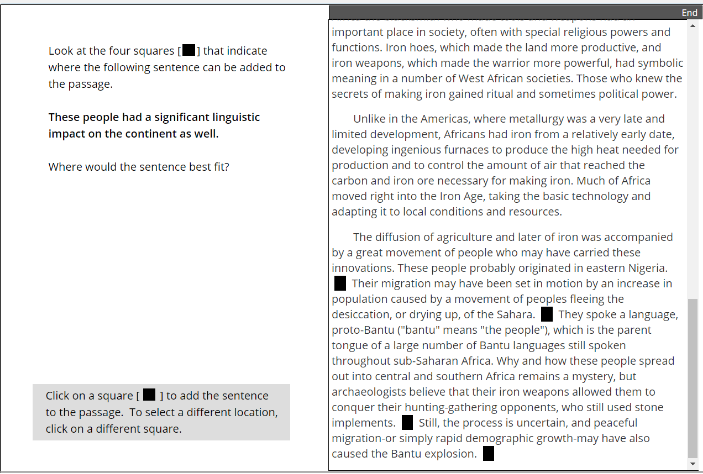 End
Look at the four squares [■] that indicate
where the following sentence can be added to
the passage.
These people had a significant linguistic
impact on the continent as well.
Where would the sentence best fit?
Click on a square [ ■ ] to add the sentence
to the passage. To select a different location,
click on a different square.
important place in society, often with special religious powers and
functions. Iron hoes, which made the land more productive, and
iron weapons, which made the warrior more powerful, had symbolic
meaning in a number of West African societies. Those who knew the
secrets of making iron gained ritual and sometimes political power.
Unlike in the Americas, where metallurgy was a very late and
limited development, Africans had iron from a relatively early date,
developing ingenious furnaces to produce the high heat needed for
production and to control the amount of air that reached the
carbon and iron ore necessary for making iron. Much of Africa
moved right into the Iron Age, taking the basic technology and
adapting it to local conditions and resources.
The diffusion of agriculture and later of iron was accompanied
by a great movement of people who may have carried these
innovations. These people probably originated in eastern Nigeria.
■ Their migration may have been set in motion by an increase in
population caused by a movement of peoples fleeing the
desiccation, or drying up, of the Sahara. ■ They spoke a language,
proto-Bantu ("bantu" means "the people"), which is the parent
tongue of a large number of Bantu languages still spoken
throughout sub-Saharan Africa. Why and how these people spread
out into central and southern Africa remains a mystery, but
archaeologists believe that their iron weapons allowed them to
conquer their hunting-gathering opponents, who still used stone
implements. ■ Still, the process is uncertain, and peaceful
migration-or simply rapid demographic growth-may have also
caused the Bantu explosion. ■